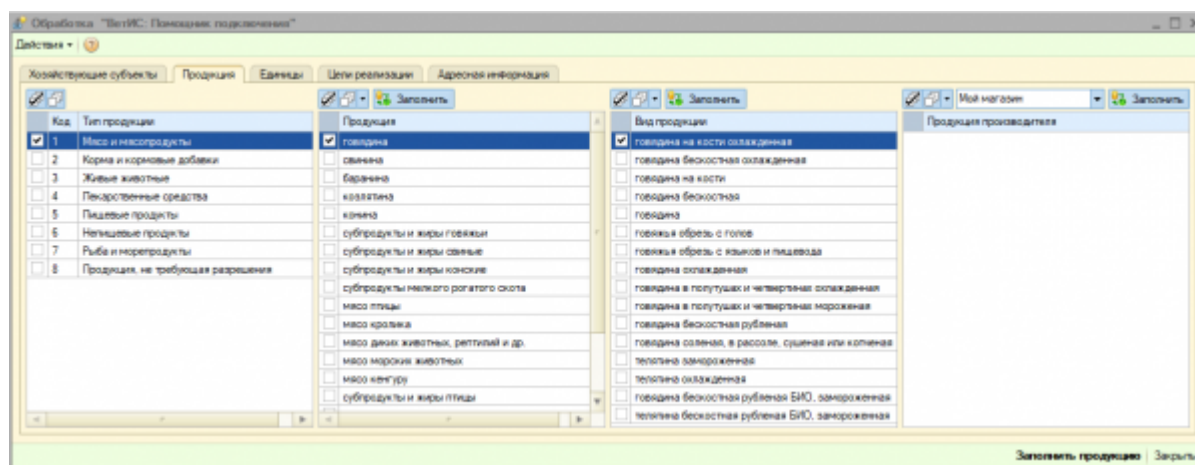 Обработка "ВетИС: Помощник подключения"
Действия
Хозяйствующие субъекты Продукция Единицы Цели реализации Адресная информация
Заполнить Заполнить Мой магазин Заполнить
Код Тип продукции
1 Мясо и мясопродукты
2 Корма и кормовые добавки
3 Живые животные
4 Лекарственные средства
5 Пищевые продукты
6 Непищевые продукты
7 Рыба и морепродукты
8 Продукция, не требующая разрешения
Продукция
говядина
свинина
баранина
козлятина
конина
субпродукты и жиры говяжьи
субпродукты и жиры свиные
субпродукты и жиры конские
субпродукты мелкого рогатого скота
мясо птицы
мясо кролика
мясо диких животных, рептилий и др.
мясо морских животных
мясо кенгуру
субпродукты и жиры птицы
Вид продукции
говядина на кости охлажденная
говядина бескостная охлажденная
говядина на кости
говядина бескостная
говядина
говяжья обрезь с голов
говяжья обрезь с языков и пищевода
говядина охлажденная
говядина в полутушах и четвертинах охлажденная
говядина в полутушах и четвертинах мороженая
говядина бескостная рубленая
говядина соленая, в рассоле, сушеная или копченая
телятина замороженная
телятина охлажденная
говядина бескостная рубленая БИО, замороженная
телятина бескостная рубленая БИО, замороженная
Продукция производителя
Заполнить продукцию Закрыть